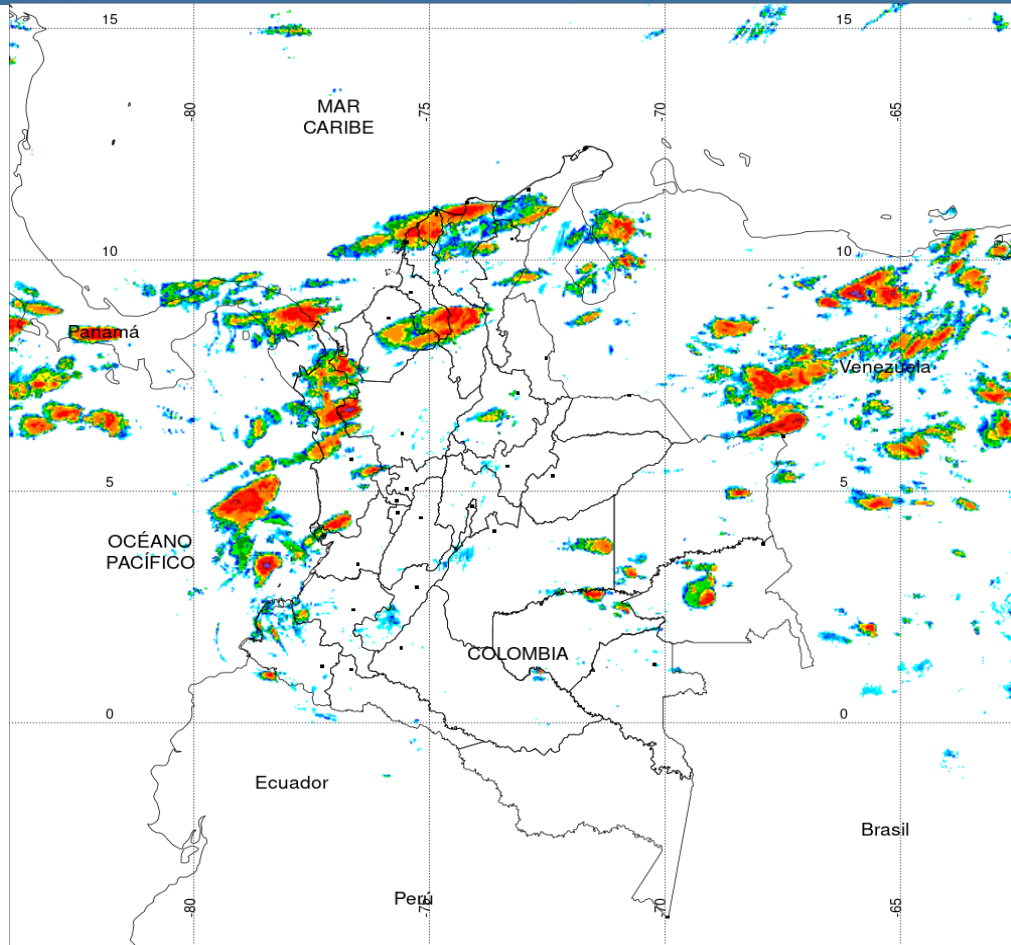 15
15
-80
-75
-70
-65
MAR
CARIBE
10
10
Panamá
Venezuela
5
5
OCÉANO
PACÍFICO
COLOMBIA
0
0
Ecuador
Brasil
Perú
-80
-75
-70
-65